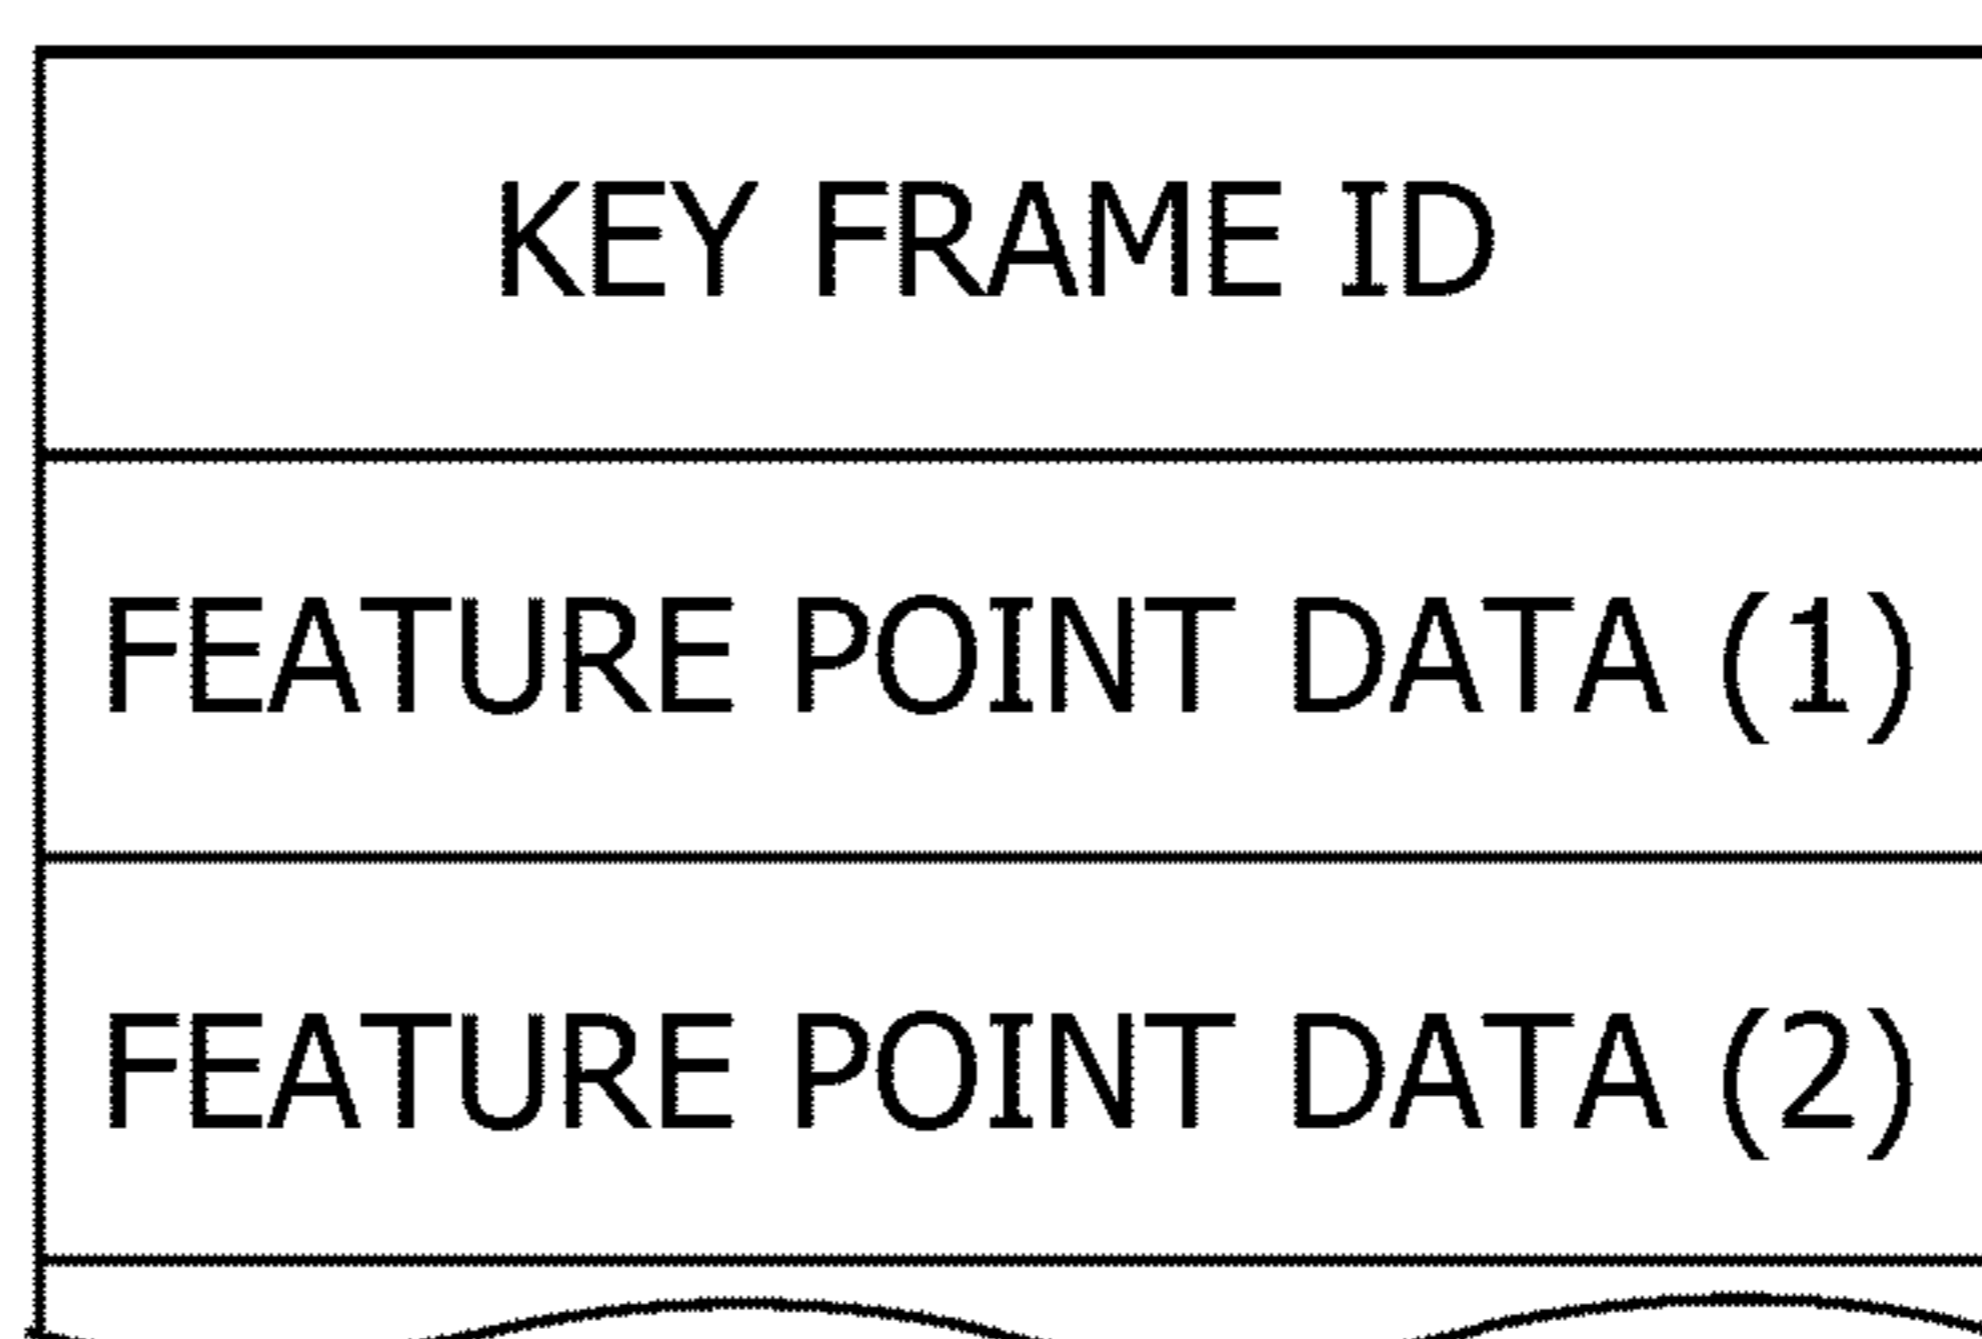 KEY FRAME ID
FEATURE POINT DATA (1)
FEATURE POINT DATA (2)